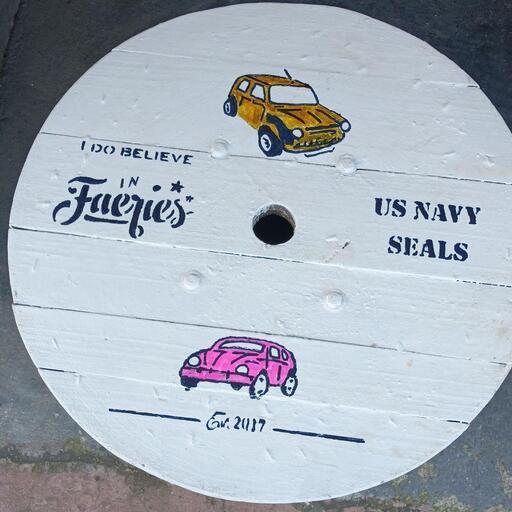 I DO BELIEVE
IN
Faeries
US NAVY
SEALS
Est. 2017